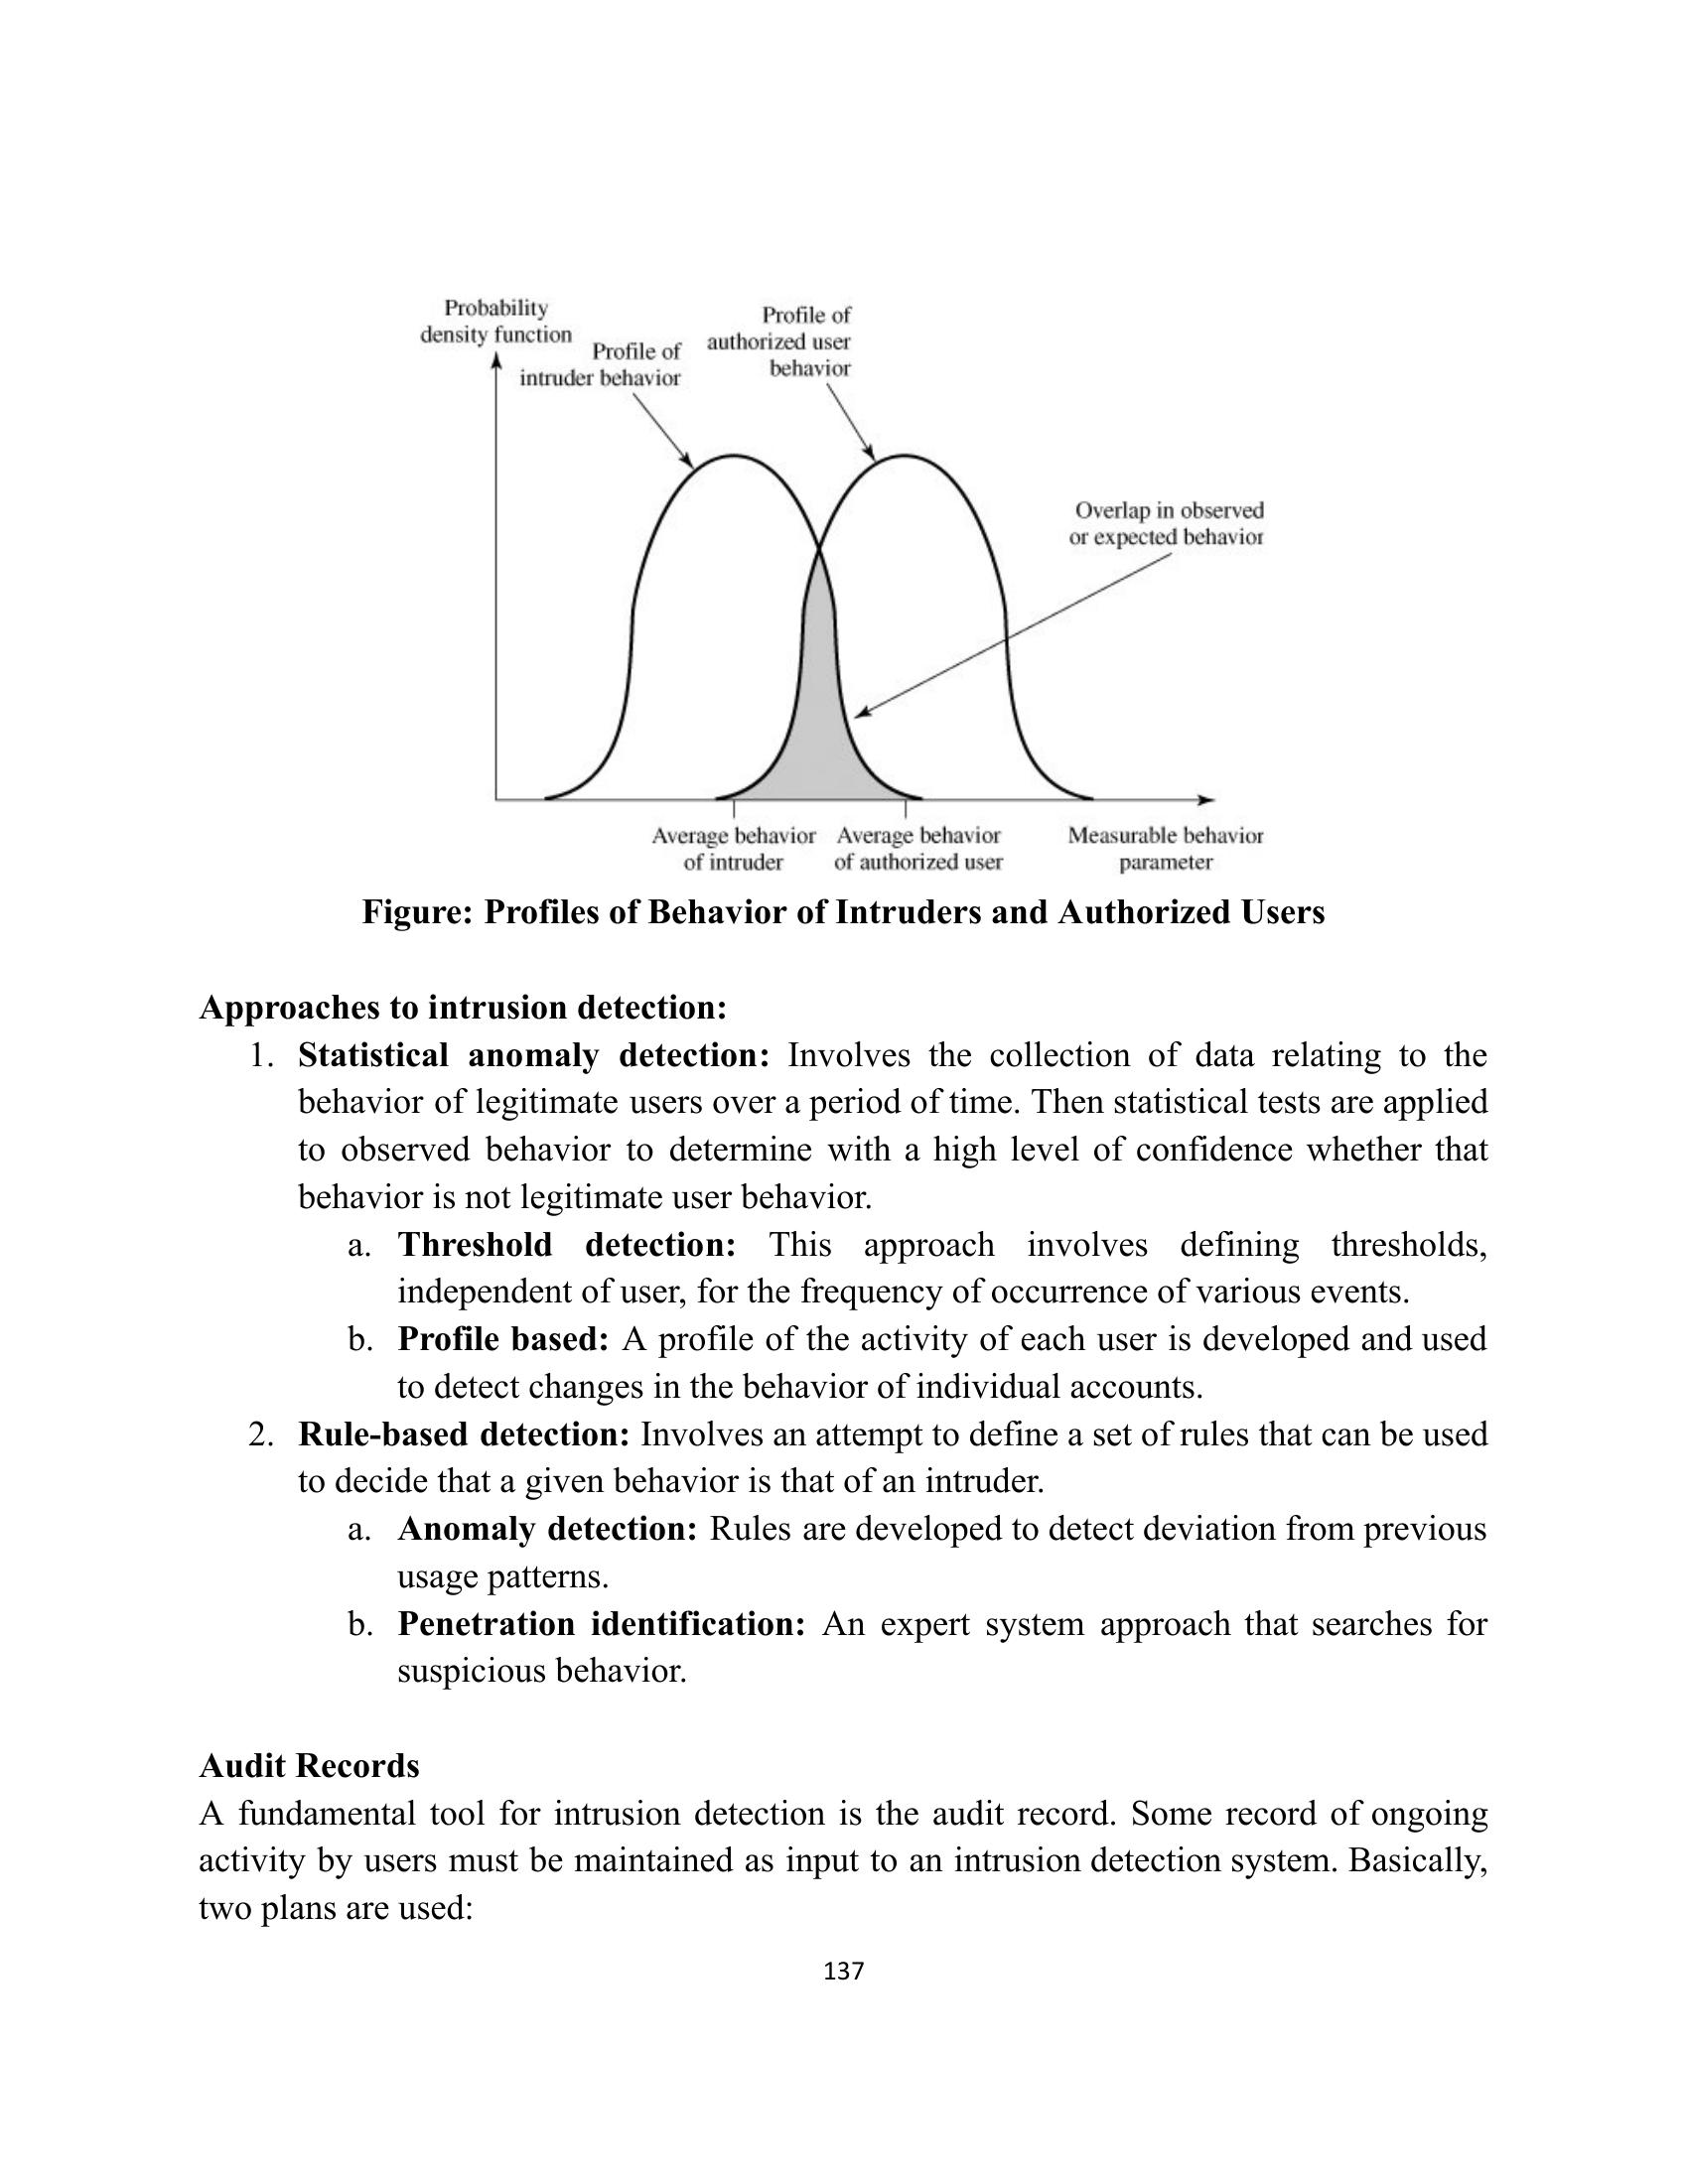 Probability
density function
Profile of
intruder behavior
Profile of
authorized user
behavior
Overlap in observed
or expected behavior
Average behavior
of intruder
Average behavior
of authorized user
Measurable behavior
parameter
Figure: Profiles of Behavior of Intruders and Authorized Users
Approaches to intrusion detection:
1. Statistical anomaly detection: Involves the collection of data relating to the
behavior of legitimate users over a period of time. Then statistical tests are applied
to observed behavior to determine with a high level of confidence whether that
behavior is not legitimate user behavior.
a. Threshold detection: This approach involves defining thresholds,
independent of user, for the frequency of occurrence of various events.
b. Profile based: A profile of the activity of each user is developed and used
to detect changes in the behavior of individual accounts.
2. Rule-based detection: Involves an attempt to define a set of rules that can be used
to decide that a given behavior is that of an intruder.
a. Anomaly detection: Rules are developed to detect deviation from previous
usage patterns.
b. Penetration identification: An expert system approach that searches for
suspicious behavior.
Audit Records
A fundamental tool for intrusion detection is the audit record. Some record of ongoing
activity by users must be maintained as input to an intrusion detection system. Basically,
two plans are used:
137